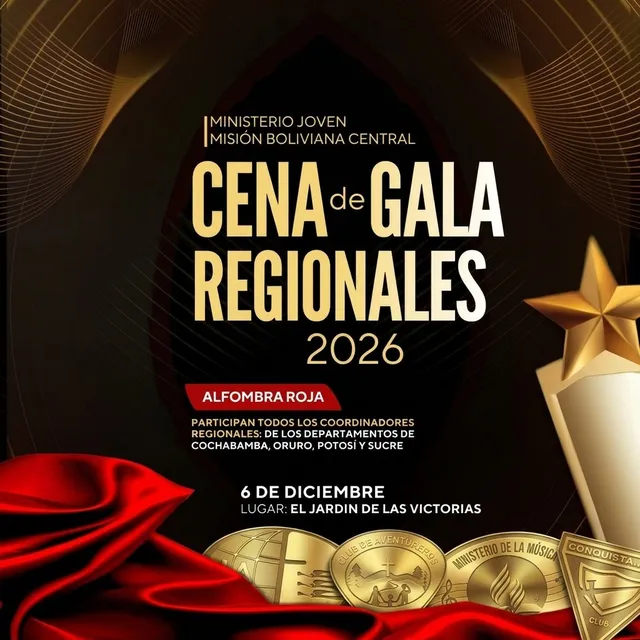 MINISTERIO JOVEN
MISIÓN BOLIVIANA CENTRAL
CENA de GALA
REGIONALES
2026
ALFOMBRA ROJA
PARTICIPAN TODOS LOS COORDINADORES
REGIONALES: DE LOS DEPARTAMENTOS DE
COCHABAMBA, ORURO, POTOSÍ Y SUCRE
6 DE DICIEMBRE
LUGAR: EL JARDIN DE LAS VICTORIAS
CLUB DE AVENTUREROS
MINISTERIO DE LA MÚSICA
CLUB